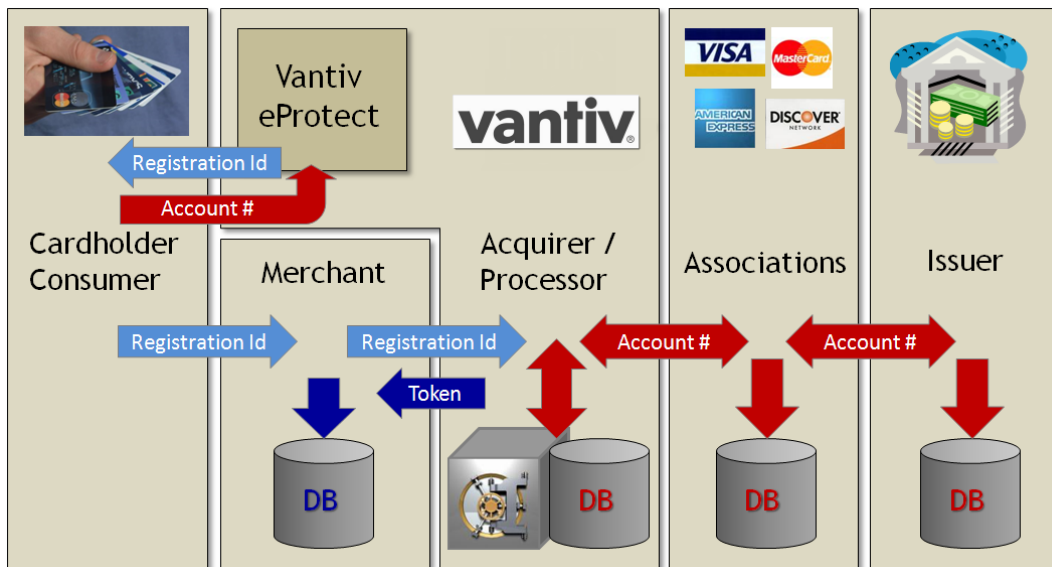 Vantiv
eProtect
vantiv®
VISA
MasterCard
AMERICAN
EXPRESS
DISCOVER
NETWORK
Registration Id
Account #
Cardholder
Consumer
Merchant
Acquirer /
Processor
Associations
Issuer
Registration Id
Registration Id
Account #
Account #
Token
DB
DB
DB
DB